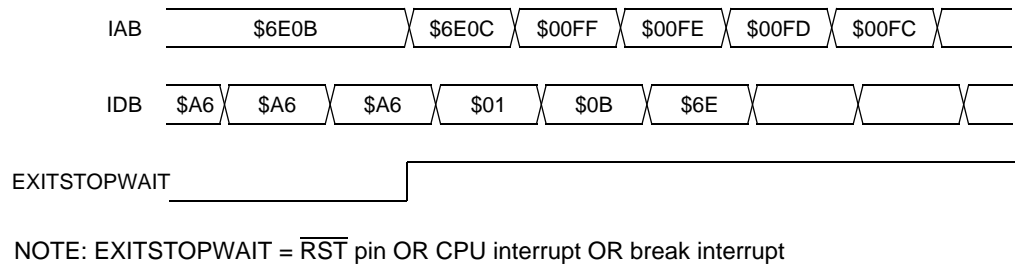 IAB $6E0B $6E0C $00FF $00FE $00FD $00FC
IDB $A6 $A6 $A6 $01 $0B $6E
EXITSTOPWAIT
NOTE: EXITSTOPWAIT = RST pin OR CPU interrupt OR break interrupt